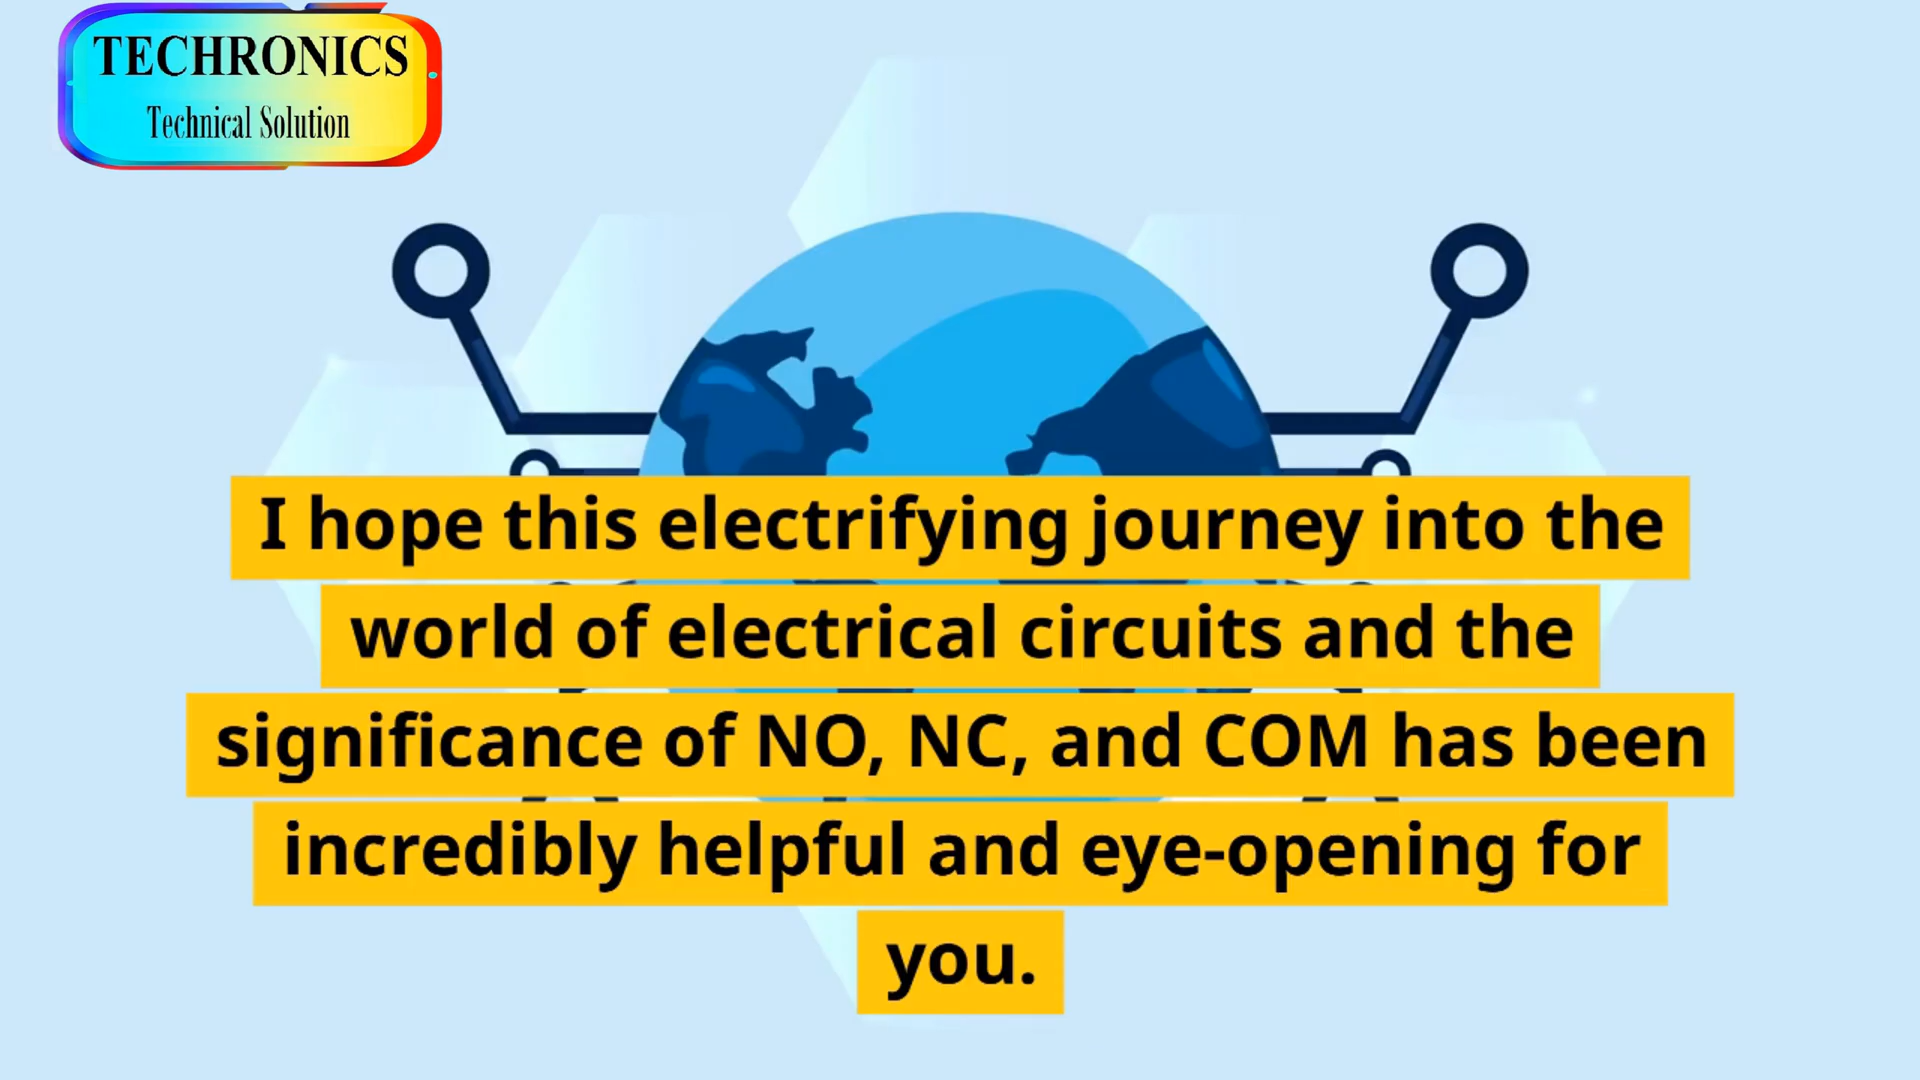 TECHRONICS
Technical Solution
I hope this electrifying journey into the
world of electrical circuits and the
significance of NO, NC, and COM has been
incredibly helpful and eye-opening for
you.